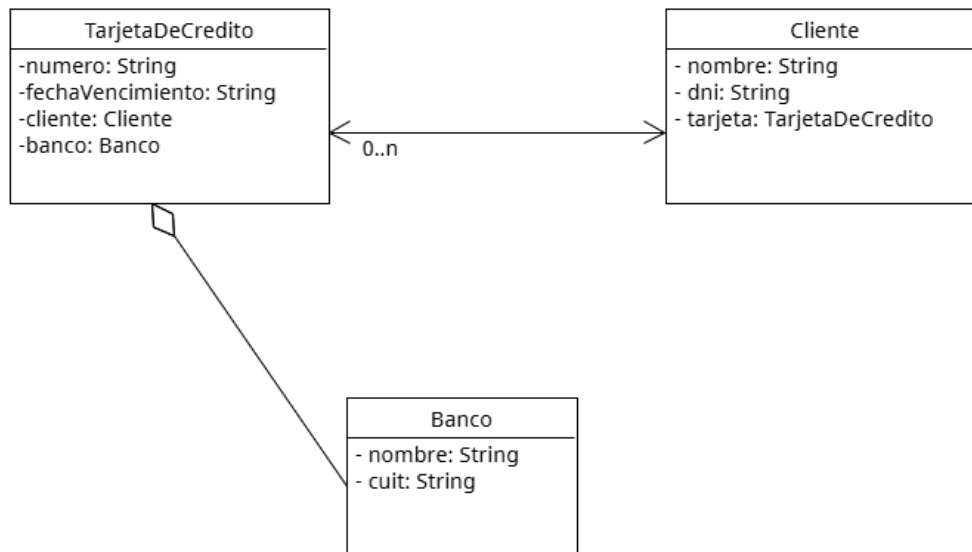 TarjetaDeCredito
-numero: String
-fechaVencimiento: String
-cliente: Cliente
-banco: Banco
0..n
Cliente
- nombre: String
- dni: String
- tarjeta: TarjetaDeCredito
Banco
- nombre: String
- cuit: String